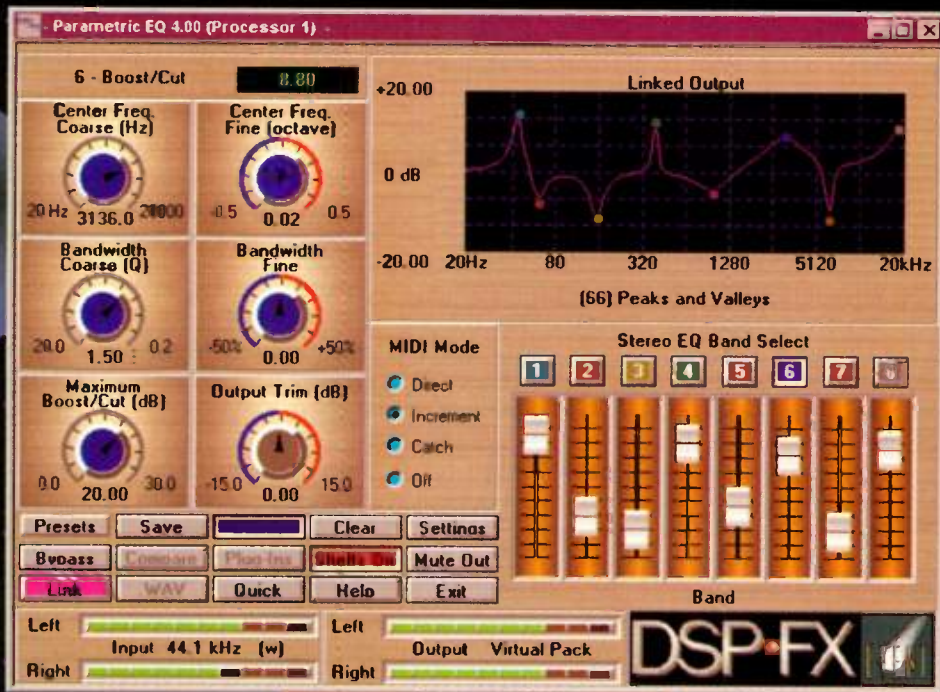 Parametric EQ 4.00 (Processor 1)
6 - Boost/Cut
8.80
Center Freq.
Coarse (Hz)
20 Hz
3136.0
Center Freq.
Fine (octave)
-0.5
0.02
0.5
Bandwidth
Coarse (Q)
20.0
1.50
0.2
Bandwidth
Fine
-50%
0.00
+50%
Maximum
Boost/Cut (dB)
0.0
20.00
30.0
Output Trim (dB)
-15.0
0.00
15.0
Linked Output
+20.00
0 dB
-20.00
20Hz
80
320
1280
5120
20kHz
(66) Peaks and Valleys
MIDI Mode
Direct
Increment
Catch
Off
Stereo EQ Band Select
1 2 3 4 5 6 7 8
Band
Presets
Save
Clear
Settings
Bypass
Compare
Plug-Ins
Shells On
Mute Out
Link
WAV
Quick
Help
Exit
Left
Input 44.1 kHz (w)
Right
Left
Output Virtual Pack
Right
DSP•FX